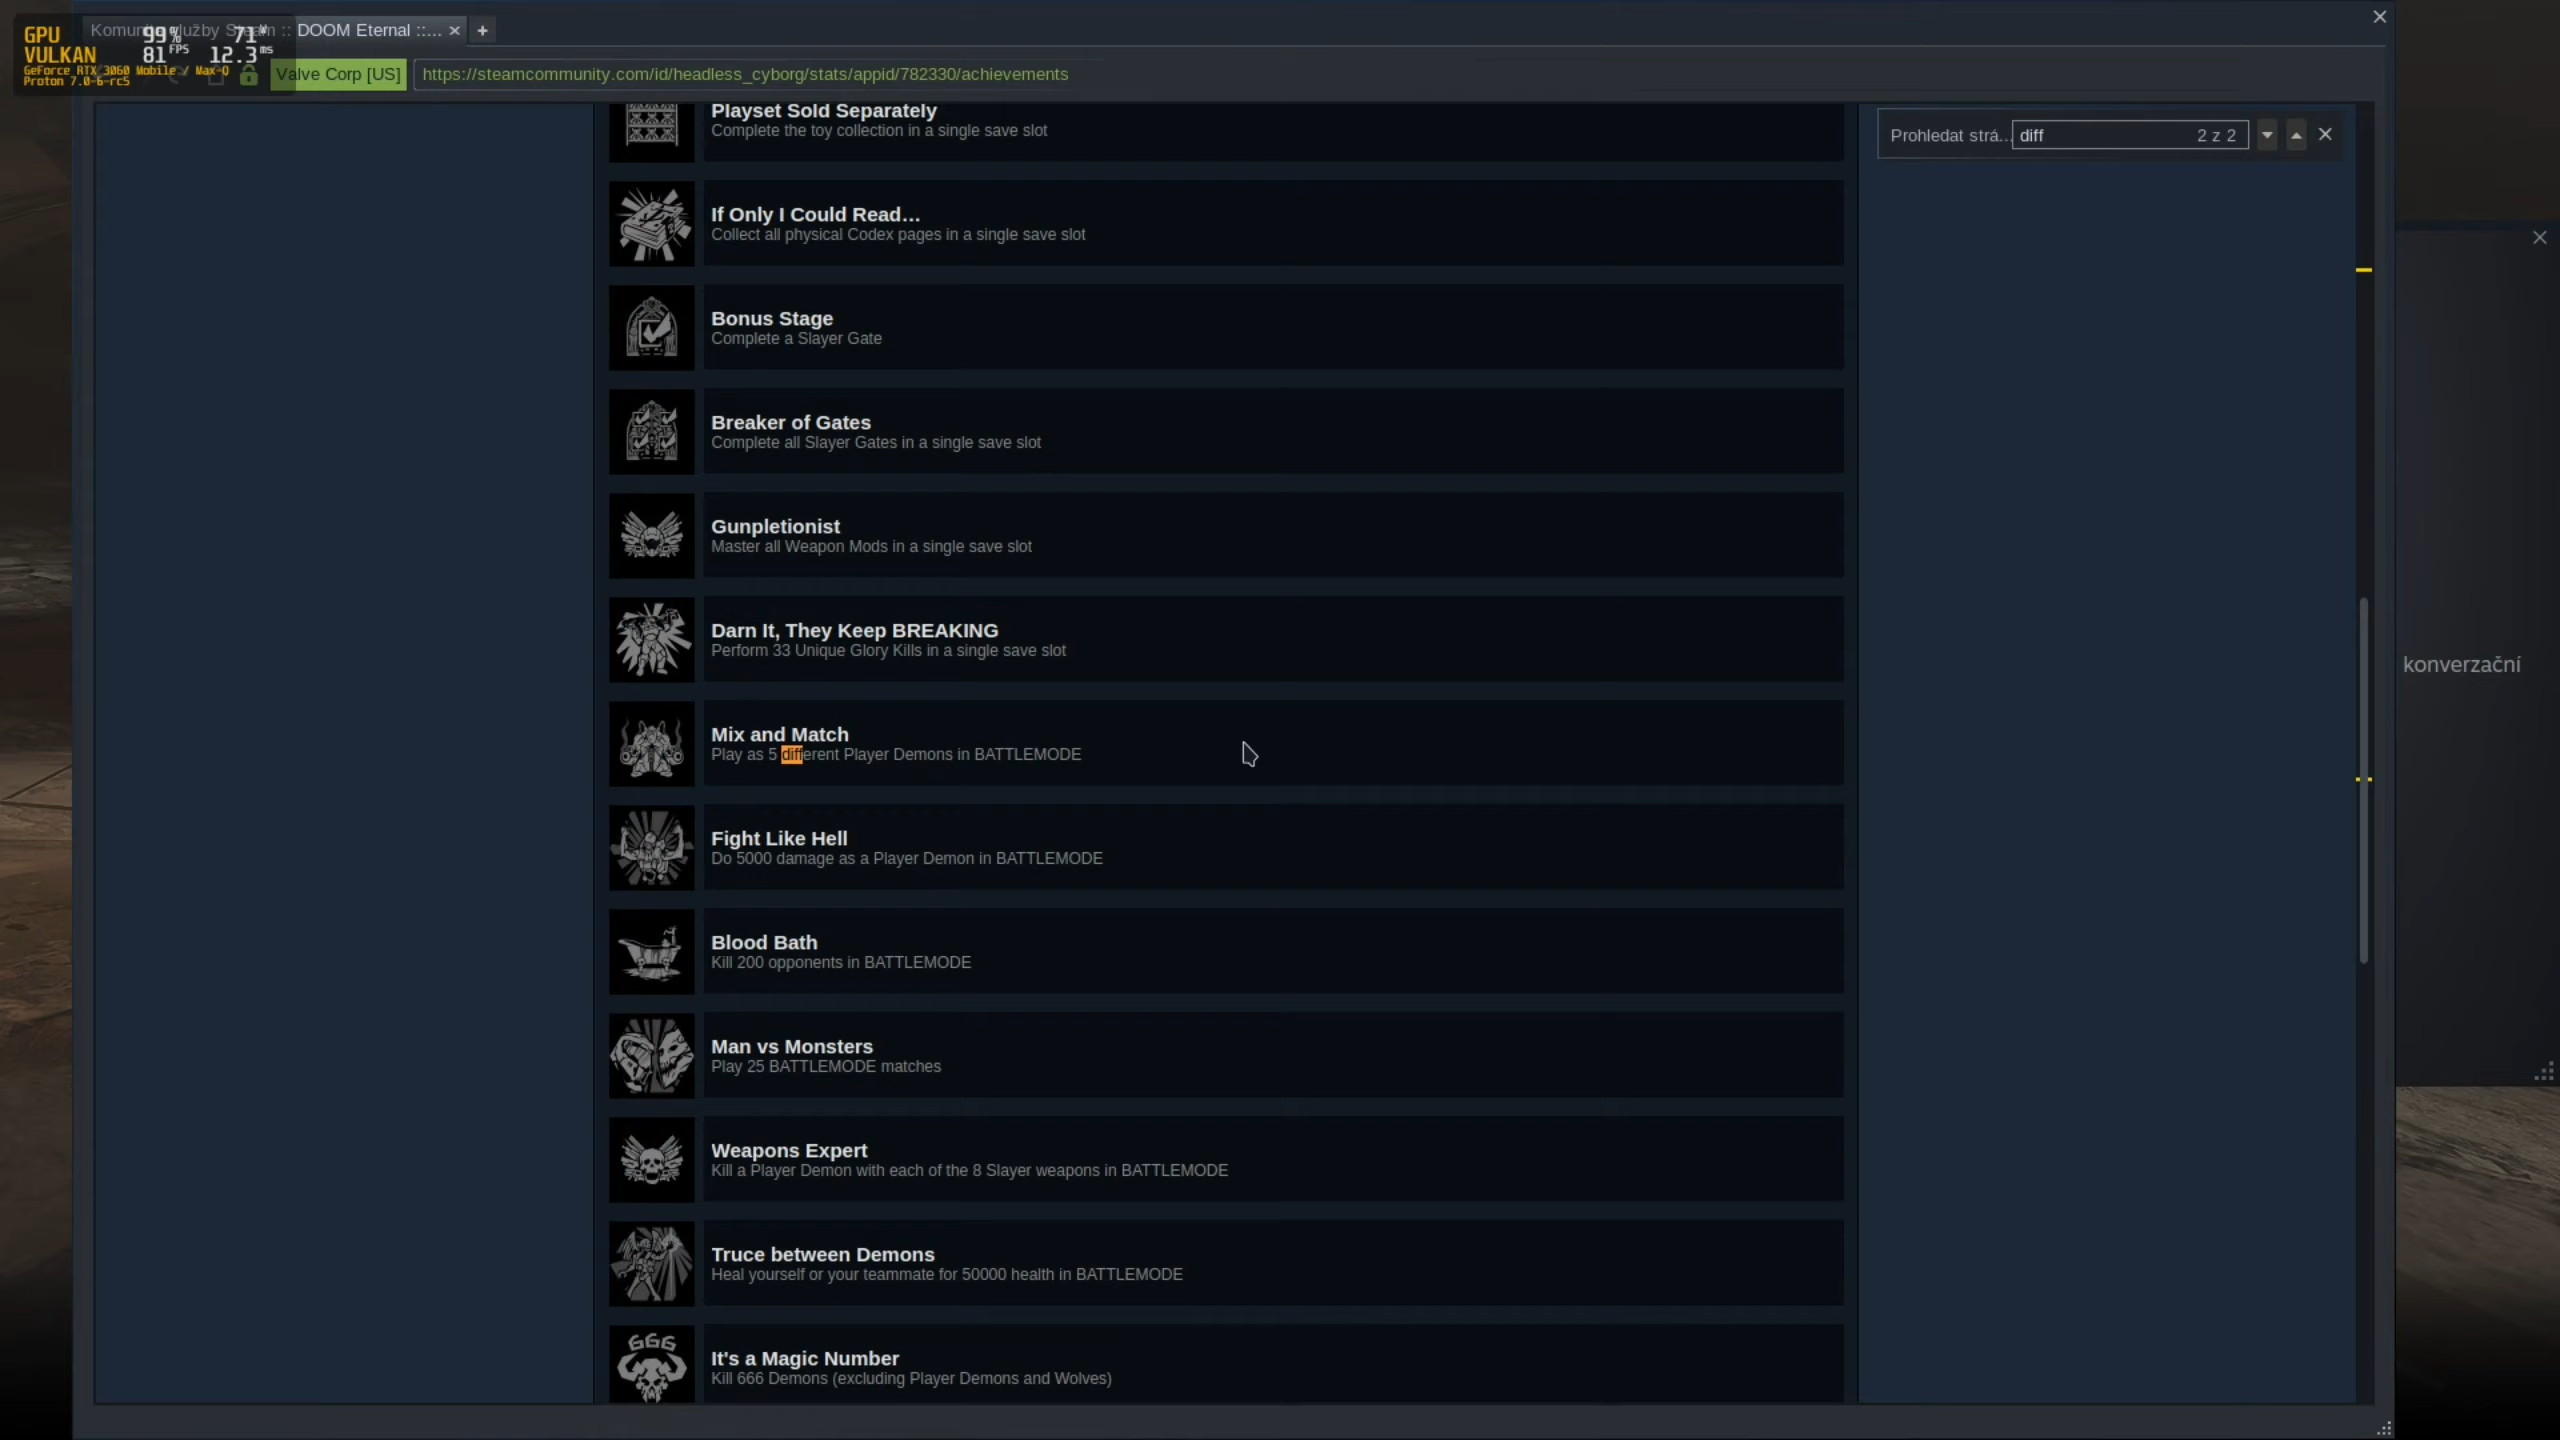 GPU 99% 71W
VULKAN 81 FPS 12.3 ms
GeForce RTX 3060 Mobile / Max-Q
Proton 7.0-6-rc5
DOOM Eternal ::...
Valve Corp [US]
https://steamcommunity.com/id/headless_cyborg/stats/appid/782330/achievements
Prohledat strá... diff 2 z 2
Playset Sold Separately
Complete the toy collection in a single save slot
If Only I Could Read…
Collect all physical Codex pages in a single save slot
Bonus Stage
Complete a Slayer Gate
Breaker of Gates
Complete all Slayer Gates in a single save slot
Gunpletionist
Master all Weapon Mods in a single save slot
Darn It, They Keep BREAKING
Perform 33 Unique Glory Kills in a single save slot
konverzační
Mix and Match
Play as 5 different Player Demons in BATTLEMODE
Fight Like Hell
Do 5000 damage as a Player Demon in BATTLEMODE
Blood Bath
Kill 200 opponents in BATTLEMODE
Man vs Monsters
Play 25 BATTLEMODE matches
Weapons Expert
Kill a Player Demon with each of the 8 Slayer weapons in BATTLEMODE
Truce between Demons
Heal yourself or your teammate for 50000 health in BATTLEMODE
666
It's a Magic Number
Kill 666 Demons (excluding Player Demons and Wolves)